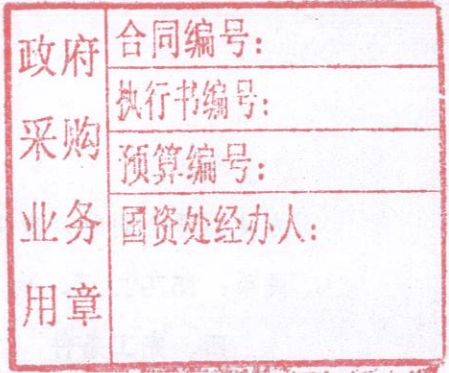 政府
采购
业务
用章
合同编号：
执行书编号：
预算编号：
国资处经办人：